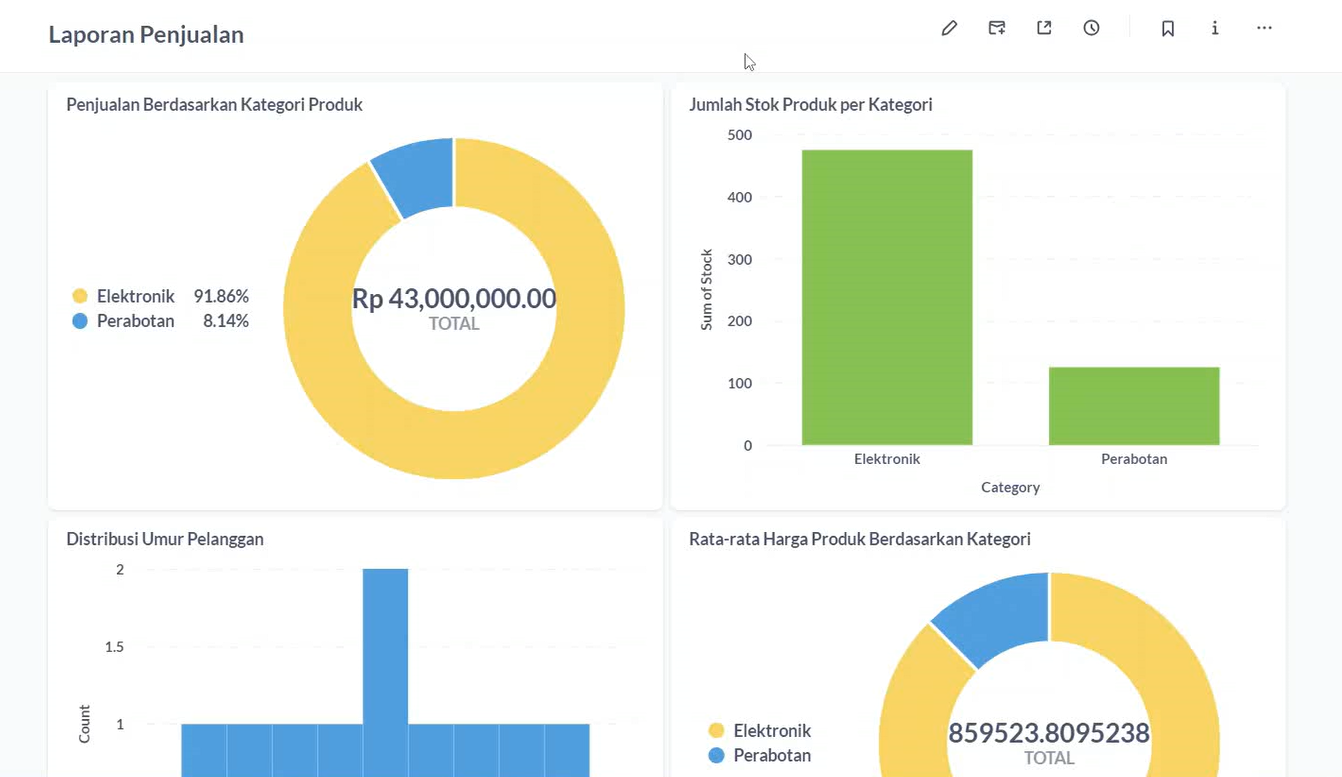 Laporan Penjualan
Penjualan Berdasarkan Kategori Produk
Elektronik 91.86%
Perabotan 8.14%
Rp 43,000,000.00
TOTAL
Jumlah Stok Produk per Kategori
500
400
300
200
100
0
Sum of Stock
Elektronik
Perabotan
Category
Distribusi Umur Pelanggan
2
1.5
1
Count
Rata-rata Harga Produk Berdasarkan Kategori
Elektronik
Perabotan
859523.8095238
TOTAL